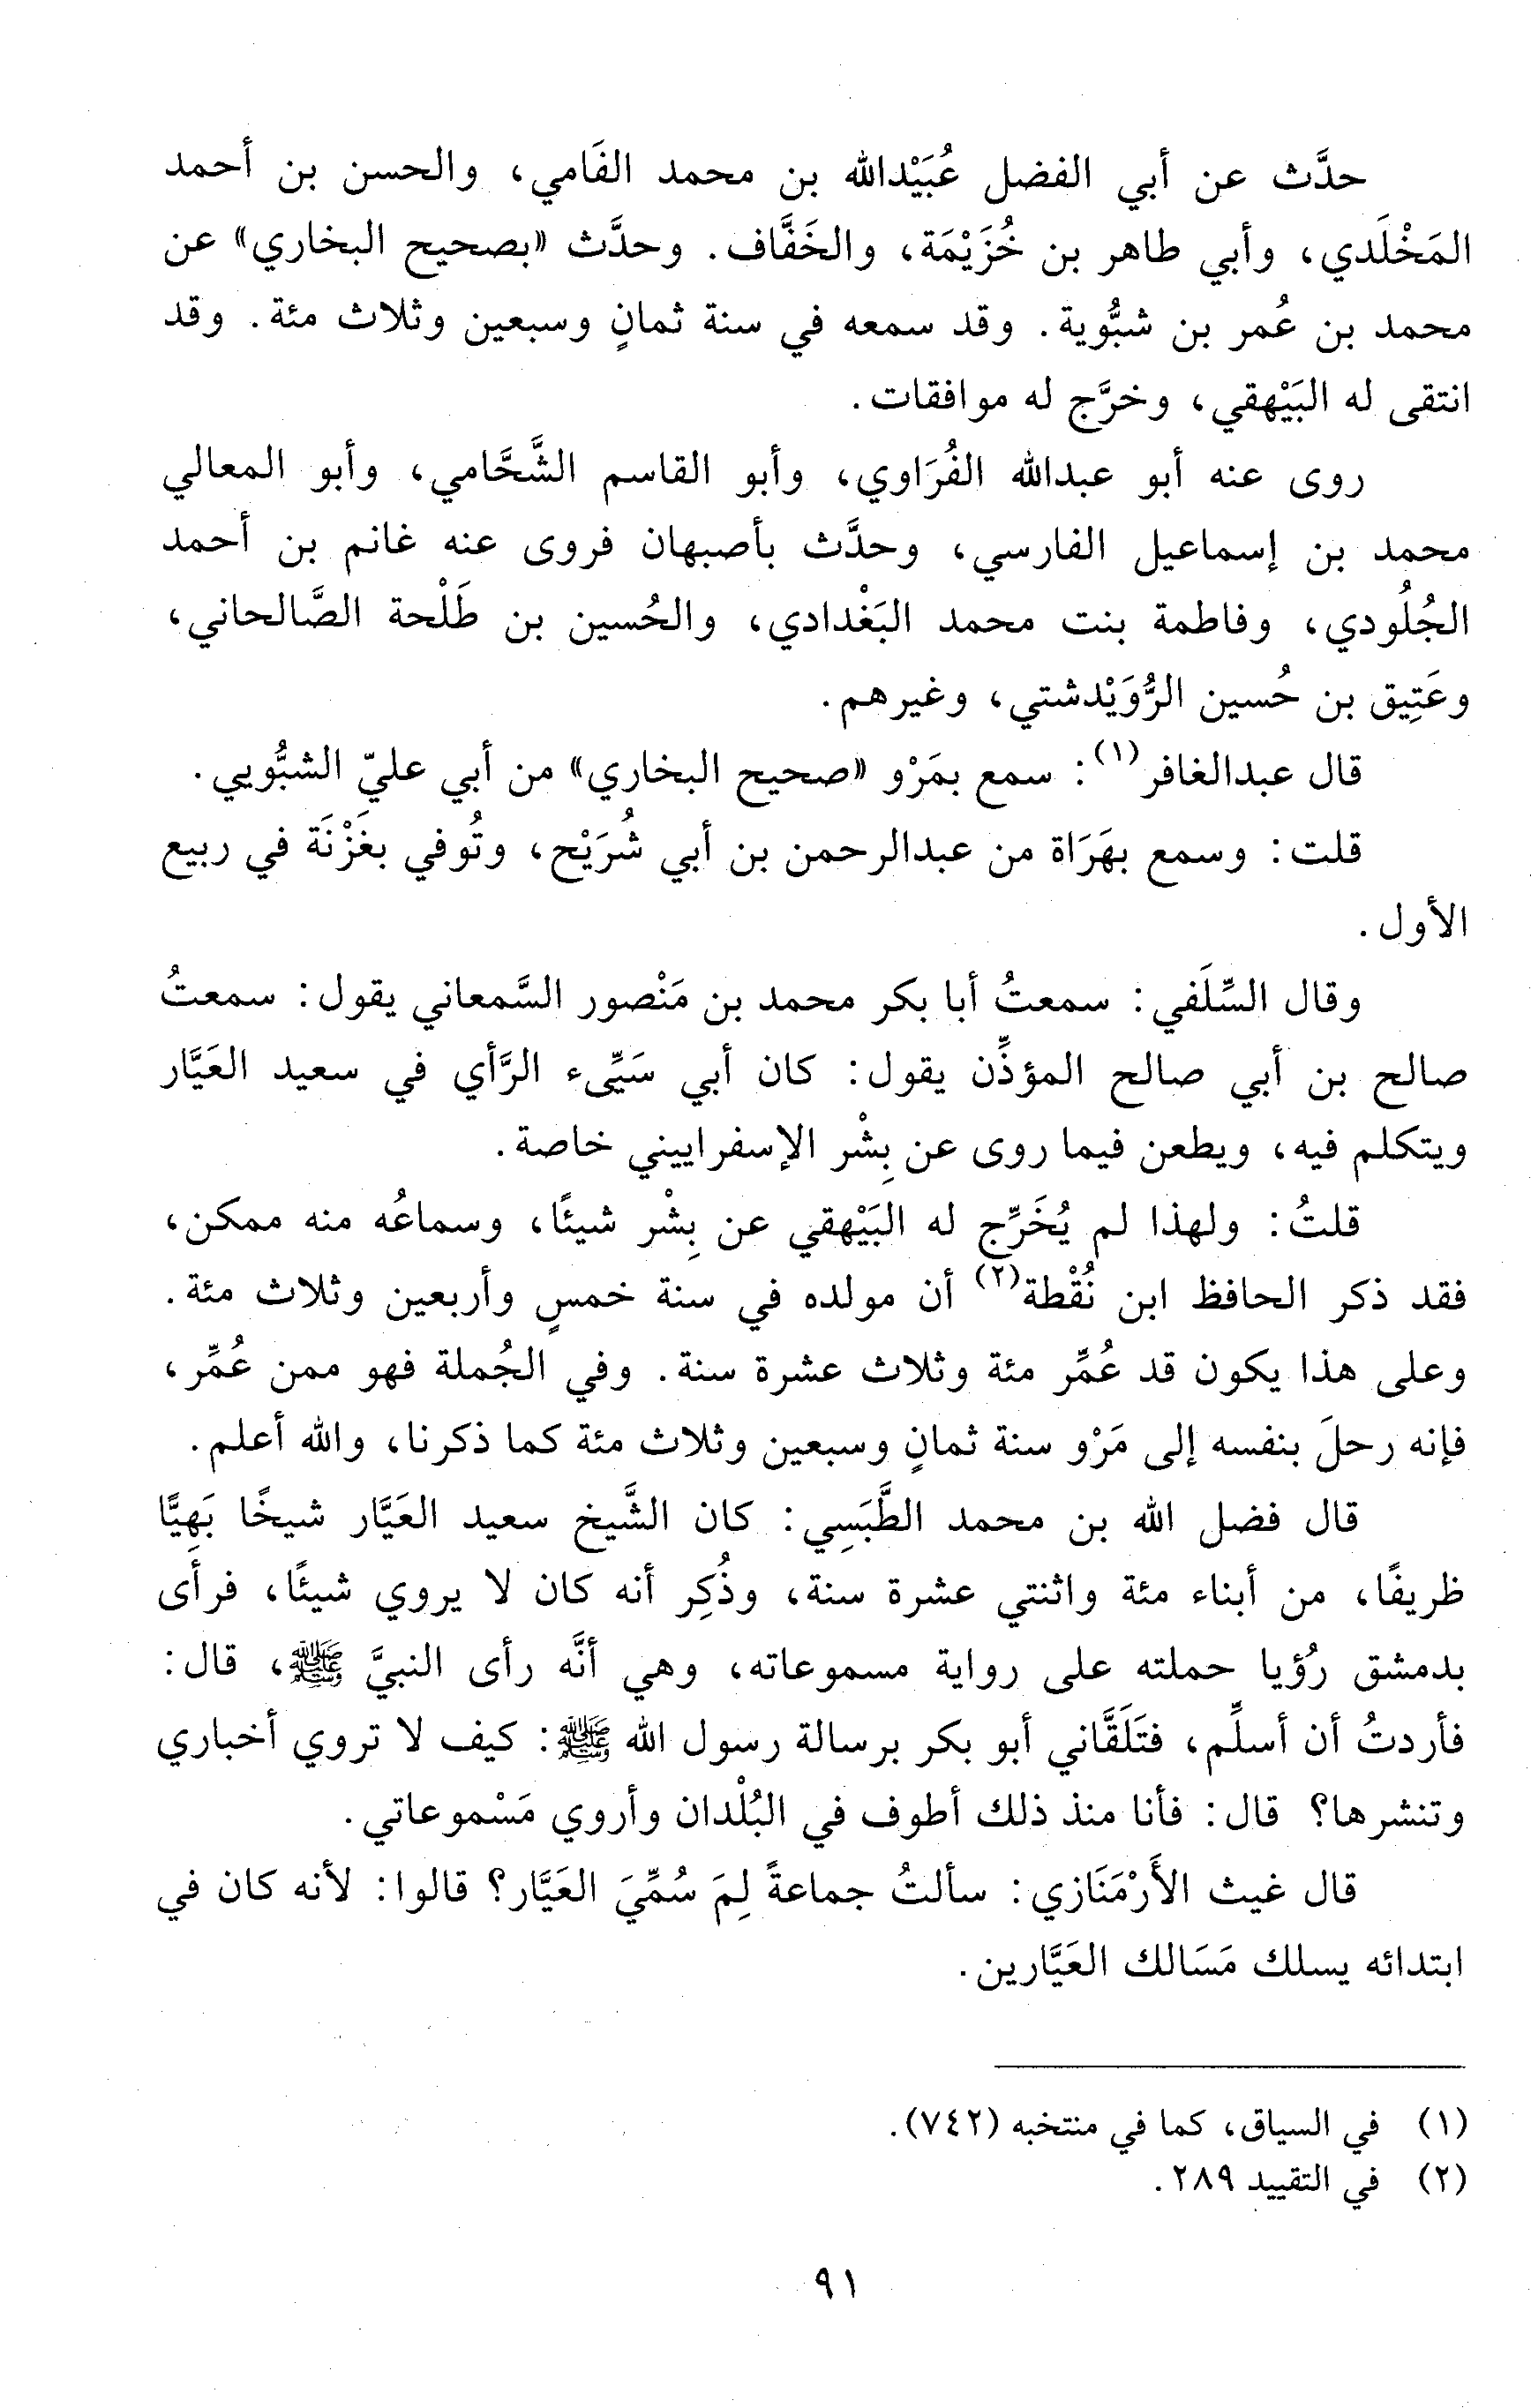 حدَّث عن أبي الفضل عُبَيْدالله بن محمد الفَامي، والحسن بن أحمد
المَخْلَدي، وأبي طاهر بن خُزَيْمَة، والخَفَّاف. وحدَّث «بصحيح البخاري» عن
محمد بن عُمر بن شبُّوية. وقد سمعه في سنة ثمانٍ وسبعين وثلاث مئة. وقد
انتقى له البَيْهقي، وخرَّج له موافقات.
روى عنه أبو عبدالله الفُرَاوي، وأبو القاسم الشَّحَّامي، وأبو المعالي
محمد بن إسماعيل الفارسي، وحدَّث بأصبهان فروى عنه غانم بن أحمد
الجُلُودي، وفاطمة بنت محمد البَغْدادي، والحُسين بن طَلْحة الصَّالحاني،
وعَتِيق بن حُسين الرُّوَيْدشتي، وغيرهم.
قال عبدالغافر(١): سمع بمَرْو «صحيح البخاري» من أبي عليّ الشبُّويي.
قلت: وسمع بهَرَاة من عبدالرحمن بن أبي شُرَيْح، وتُوفي بغَزْنَة في ربيع
الأول.
وقال السِّلَفي: سمعتُ أبا بكر محمد بن مَنْصور السَّمعاني يقول: سمعتُ
صالح بن أبي صالح المؤذِّن يقول: كان أبي سَيِّىء الرَّأي في سعيد العَيَّار
ويتكلم فيه، ويطعن فيما روى عن بِشْر الإسفراييني خاصة.
قلتُ: ولهذا لم يُخَرِّج له البَيْهقي عن بِشْر شيئًا، وسماعُه منه ممكن،
فقد ذكر الحافظ ابن نُقْطة(٢) أن مولده في سنة خمسٍ وأربعين وثلاث مئة.
وعلى هذا يكون قد عُمِّر مئة وثلاث عشرة سنة. وفي الجُملة فهو ممن عُمِّر،
فإنه رحلَ بنفسه إلى مَرْو سنة ثمانٍ وسبعين وثلاث مئة كما ذكرنا، والله أعلم.
قال فضل الله بن محمد الطَّبَسِي: كان الشَّيخ سعيد العَيَّار شيخًا بَهِيًّا
ظريفًا، من أبناء مئة واثنتي عشرة سنة، وذُكِر أنه كان لا يروي شيئًا، فرأى
بدمشق رُؤيا حملته على رواية مسموعاته، وهي أنَّه رأى النبيَّ ﷺ، قال:
فأردتُ أن أسلِّم، فتَلَقَّاني أبو بكر برسالة رسول الله ﷺ: كيف لا تروي أخباري
وتنشرها؟ قال: فأنا منذ ذلك أطوف في البُلْدان وأروي مَسْموعاتي.
قال غيث الأَرْمَنَازي: سألتُ جماعةً لِمَ سُمِّيَ العَيَّار؟ قالوا: لأنه كان في
ابتدائه يسلك مَسَالك العَيَّارين.
(١) في السياق، كما في منتخبه (٧٤٢).
(٢) في التقييد ٢٨٩.
٩١